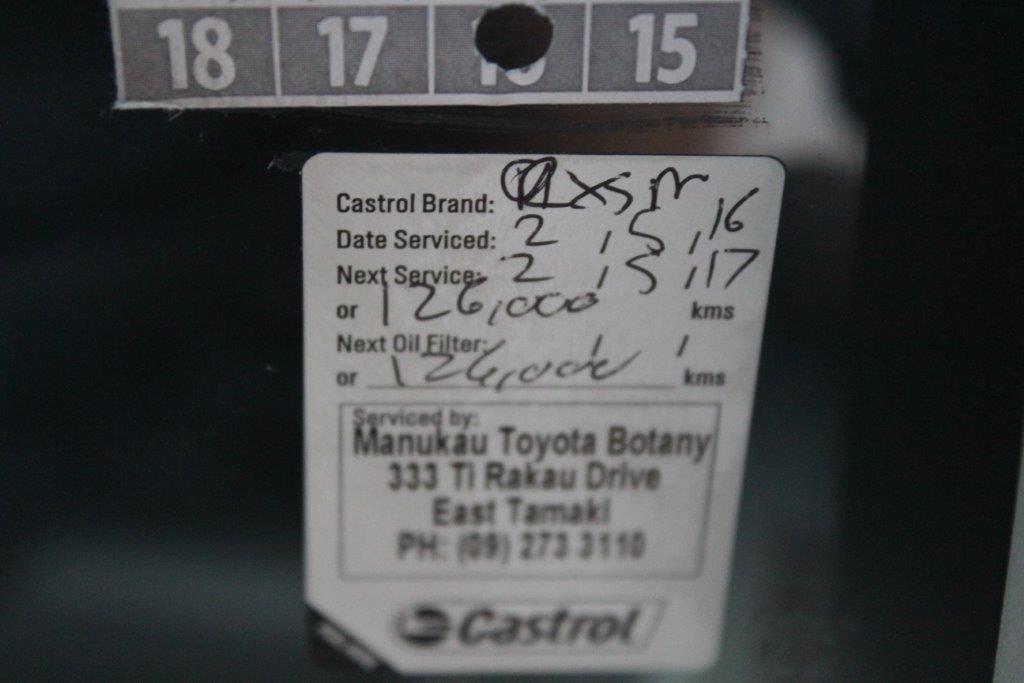 18 17 15
Castrol Brand:
Date Serviced: 2 / 5 / 16
Next Service: 2 / 5 / 17
or 126,000 kms
Next Oil Filter: / /
or 126,000 kms
Serviced by:
Manukau Toyota Botany
333 Ti Rakau Drive
East Tamaki
PH: (09) 273 3110
Castrol